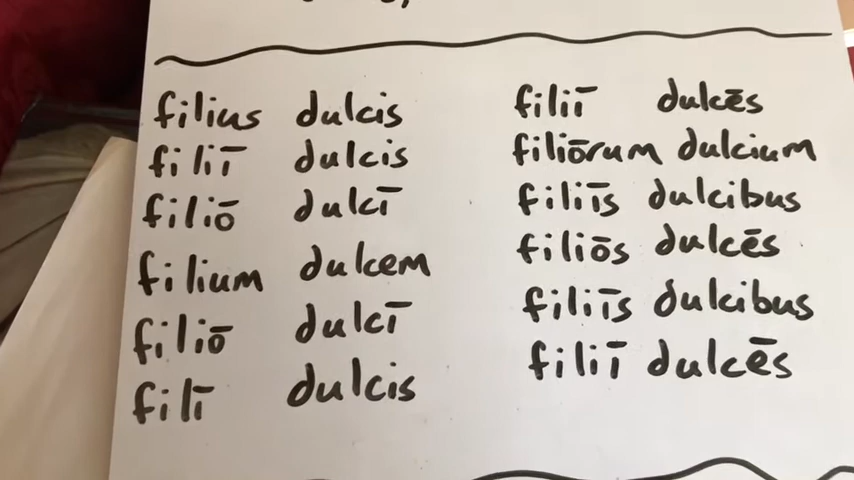 filius dulcis filiī dulcēs
filiī dulcis filiōrum dulcium
filiō dulcī filiīs dulcibus
filium dulcem filiōs dulcēs
filiō dulcī filiīs dulcibus
filī dulcis filiī dulcēs